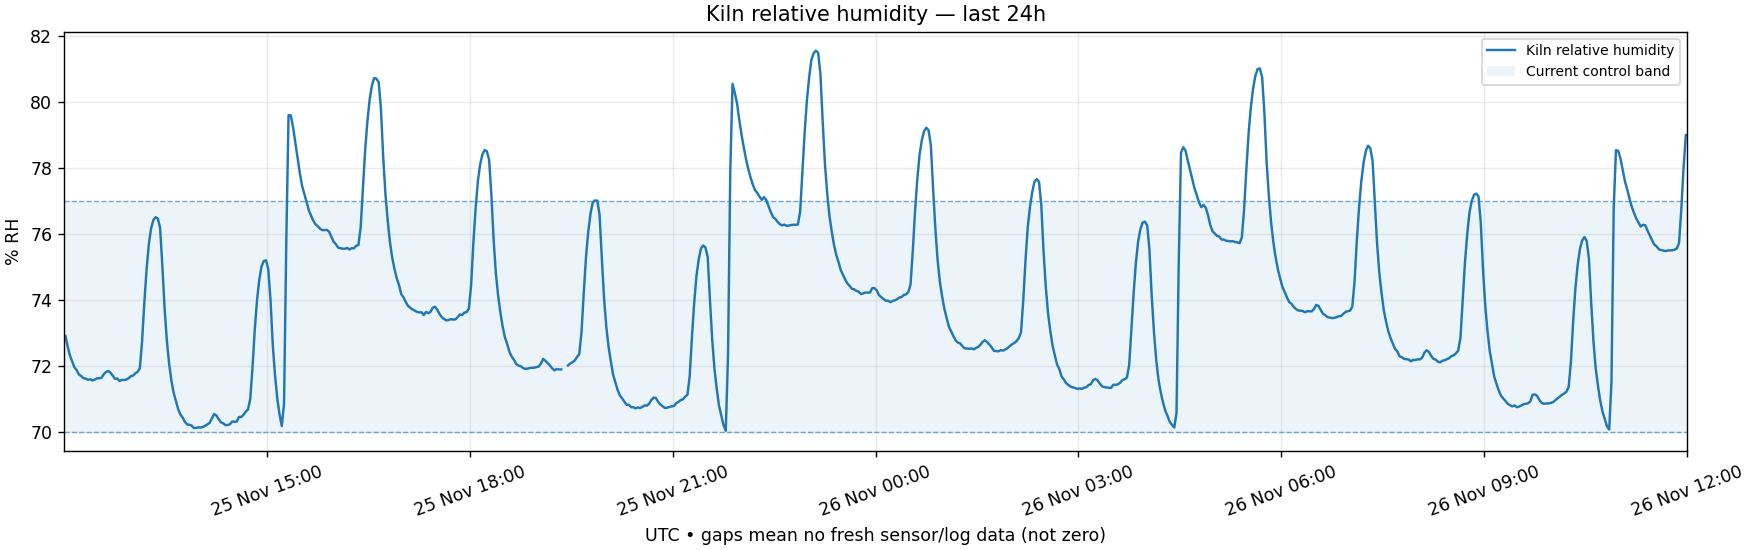 Kiln relative humidity — last 24h
% RH
82
80
78
76
74
72
70
Kiln relative humidity
Current control band
25 Nov 15:00
25 Nov 18:00
25 Nov 21:00
26 Nov 00:00
26 Nov 03:00
26 Nov 06:00
26 Nov 09:00
26 Nov 12:00
UTC • gaps mean no fresh sensor/log data (not zero)